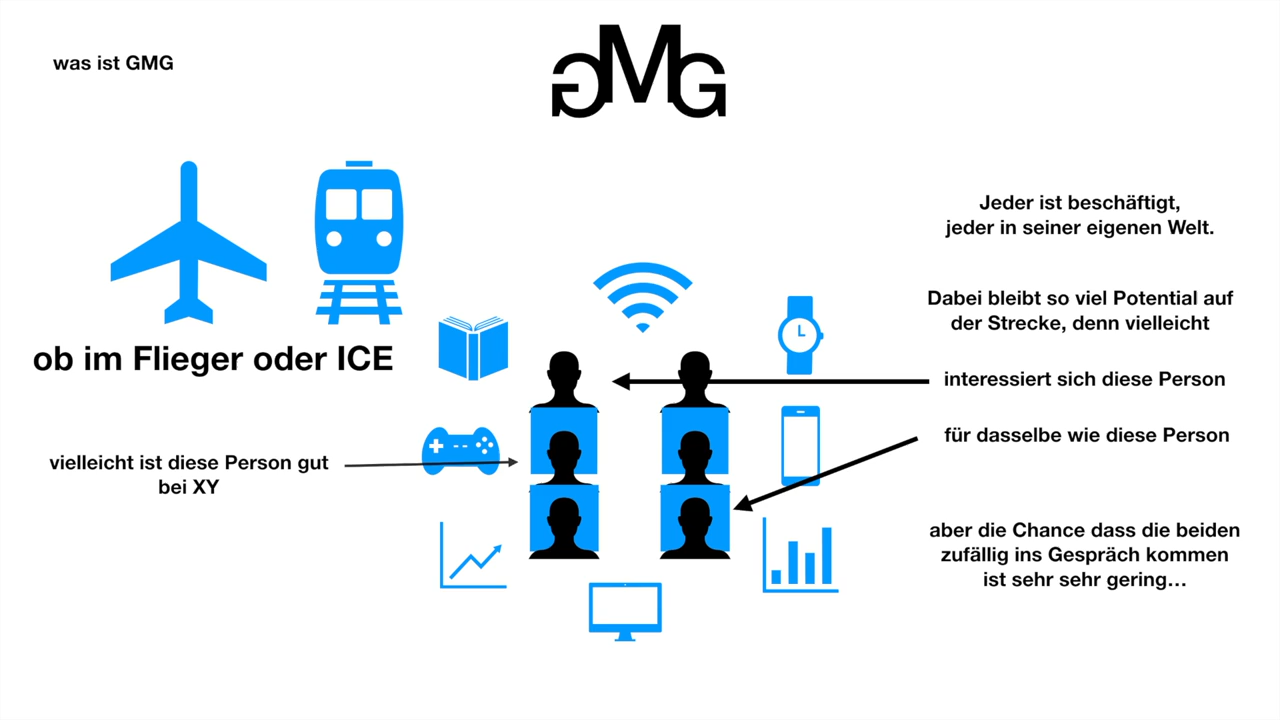 was ist GMG
GMG
ob im Flieger oder ICE
vielleicht ist diese Person gut
bei XY
Jeder ist beschäftigt,
jeder in seiner eigenen Welt.
Dabei bleibt so viel Potential auf
der Strecke, denn vielleicht
interessiert sich diese Person
für dasselbe wie diese Person
aber die Chance dass die beiden
zufällig ins Gespräch kommen
ist sehr sehr gering…